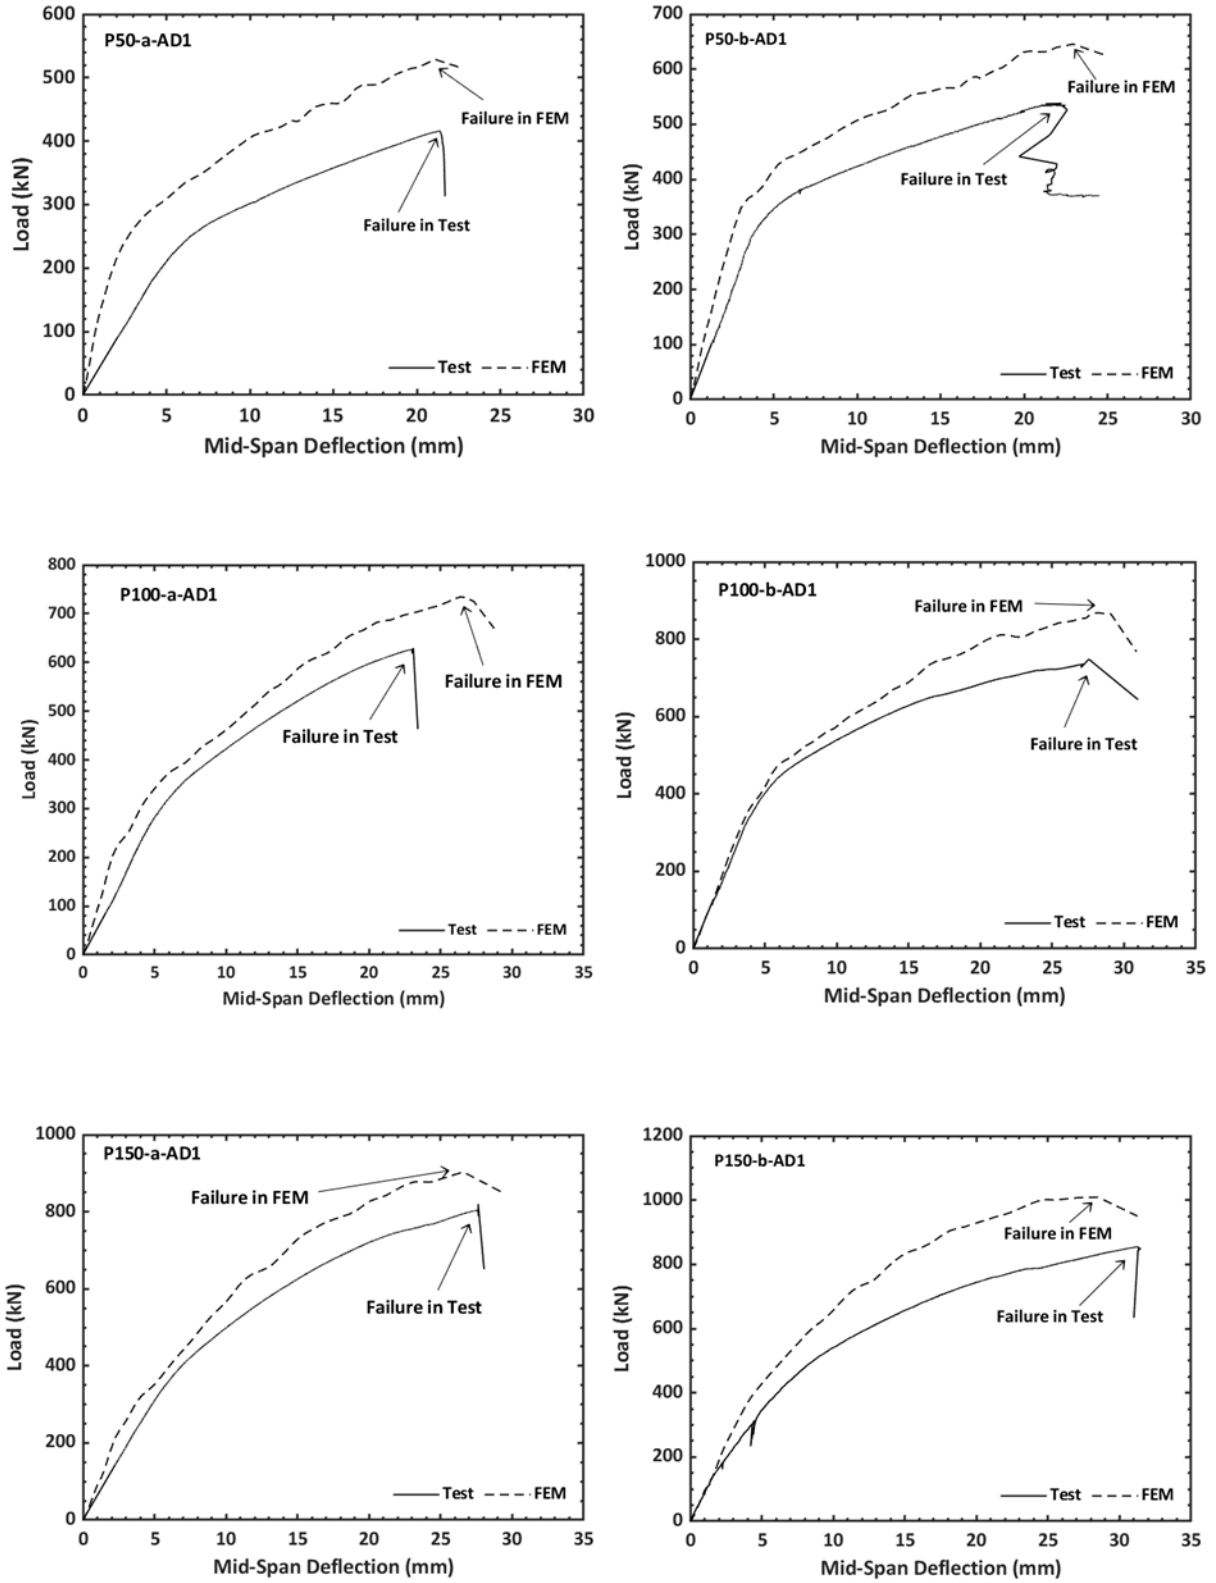 P50-a-AD1
600
500
400
300
200
100
0
Load (kN)
Failure in FEM
Failure in Test
Test FEM
0 5 10 15 20 25 30
Mid-Span Deflection (mm)
P50-b-AD1
700
600
500
400
300
200
100
0
Load (kN)
Failure in FEM
Failure in Test
Test FEM
0 5 10 15 20 25 30
Mid-Span Deflection (mm)
P100-a-AD1
800
700
600
500
400
300
200
100
0
Load (kN)
Failure in FEM
Failure in Test
Test FEM
0 5 10 15 20 25 30 35
Mid-Span Deflection (mm)
P100-b-AD1
1000
800
600
400
200
0
Load (kN)
Failure in FEM
Failure in Test
Test FEM
0 5 10 15 20 25 30 35
Mid-Span Deflection (mm)
P150-a-AD1
1000
800
600
400
200
0
Load (kN)
Failure in FEM
Failure in Test
Test FEM
0 5 10 15 20 25 30 35
Mid-Span Deflection (mm)
P150-b-AD1
1200
1000
800
600
400
200
0
Load (kN)
Failure in FEM
Failure in Test
Test FEM
0 5 10 15 20 25 30 35
Mid-Span Deflection (mm)